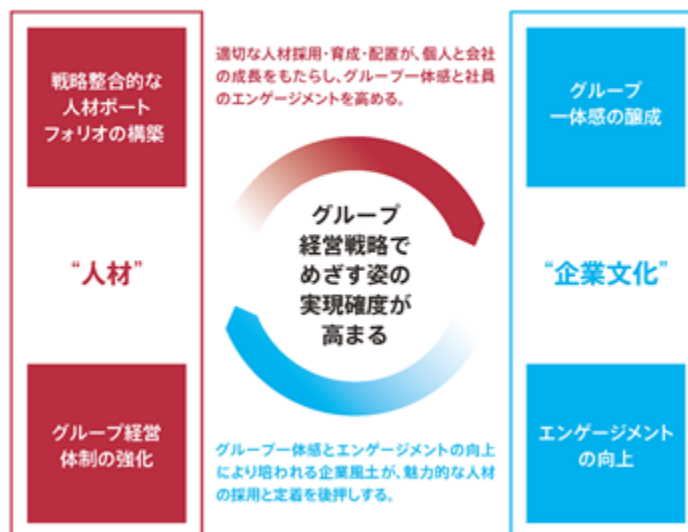 戦略整合的な
人材ポート
フォリオの構築
“人材”
グループ経営
体制の強化
適切な人材採用・育成・配置が、個人と会社
の成長をもたらし、グループ一体感と社員
のエンゲージメントを高める。
グループ
経営戦略で
めざす姿の
実現確度が
高まる
グループ一体感とエンゲージメントの向上
により培われる企業風土が、魅力的な人材
の採用と定着を後押しする。
グループ
一体感の醸成
“企業文化”
エンゲージメント
の向上